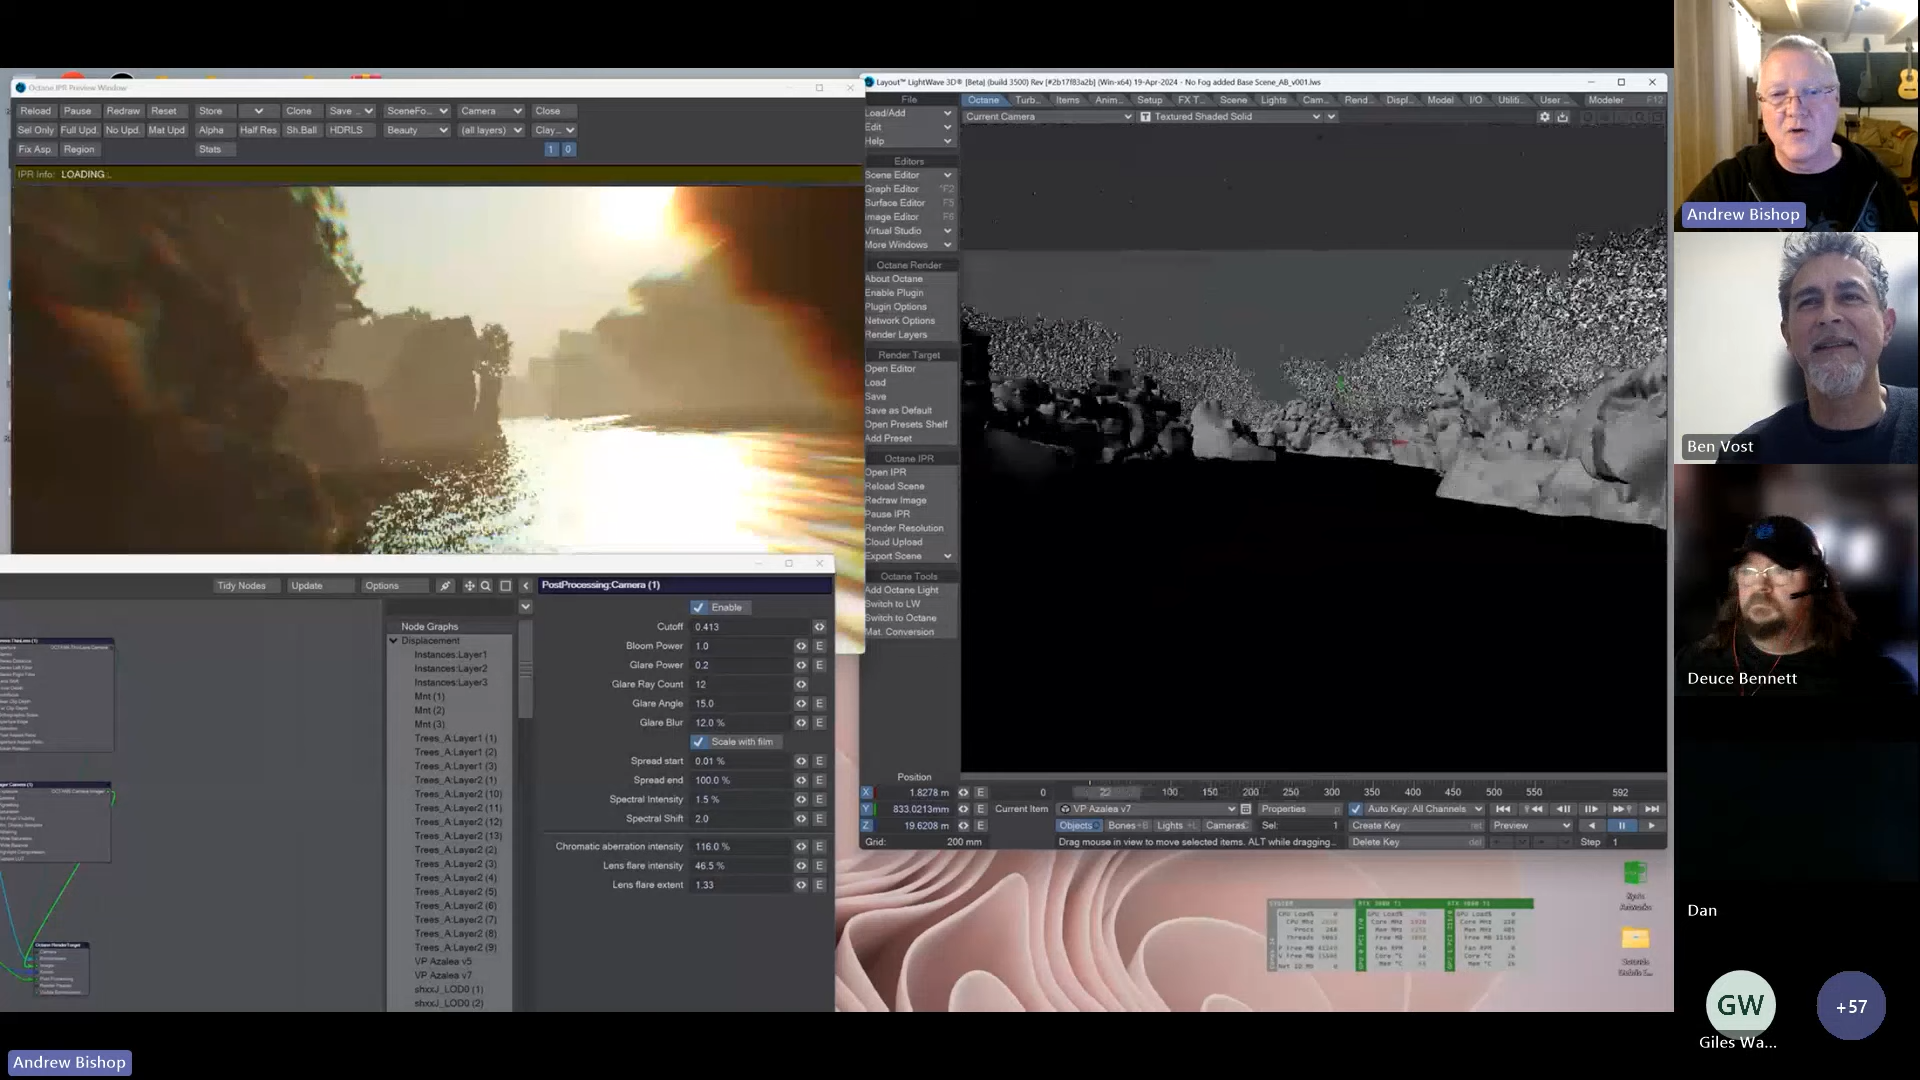 Octane IPR Preview Window
Reload Pause Redraw Reset Store Clone Save ... SceneFo... Camera Close
Sel Only Full Upd. No Upd. Mat Upd Alpha Half Res Sh.Ball HDRLS Beauty (all layers) Clay...
Fix Asp Region Stats 1 0
IPR Info: LOADING
Tidy Nodes Update Options
Node Graphs
Displacement
Instances:Layer1
Instances:Layer2
Instances:Layer3
Mnt (1)
Mnt (2)
Mnt (3)
Trees_A:Layer1 (1)
Trees_A:Layer1 (2)
Trees_A:Layer1 (3)
Trees_A:Layer2 (1)
Trees_A:Layer2 (10)
Trees_A:Layer2 (11)
Trees_A:Layer2 (12)
Trees_A:Layer2 (13)
Trees_A:Layer2 (2)
Trees_A:Layer2 (3)
Trees_A:Layer2 (4)
Trees_A:Layer2 (5)
Trees_A:Layer2 (6)
Trees_A:Layer2 (7)
Trees_A:Layer2 (8)
Trees_A:Layer2 (9)
VP Azalea v5
VP Azalea v7
shxxJ_LOD0 (1)
shxxJ_LOD0 (2)
PostProcessing:Camera (1)
Enable
Cutoff 0.413
Bloom Power 1.0 E
Glare Power 0.2 E
Glare Ray Count 12
Glare Angle 15.0 E
Glare Blur 12.0 % E
Scale with film
Spread start 0.01 % E
Spread end 100.0 % E
Spectral Intensity 1.5 % E
Spectral Shift 2.0 E
Chromatic aberration intensity 116.0 % E
Lens flare intensity 46.5 % E
Lens flare extent 1.33 E
Layout™ LightWave 3D® [Beta] (build 3500) Rev [#2b17f83a2b] (Win-x64) 19-Apr-2024 - No Fog added Base Scene_AB_v001.lws
File Octane Turb... Items Anim... Setup FX T... Scene Lights Cam... Rend... Displ... Model I/O Utiliti... User ... Modeler F12
Load/Add
Edit
Help
Current Camera T Textured Shaded Solid
Editors
Scene Editor
Graph Editor ^F2
Surface Editor F5
Image Editor F6
Virtual Studio
More Windows
Octane Render
About Octane
Enable Plugin
Plugin Options
Network Options
Render Layers
Render Target
Open Editor
Load
Save
Save as Default
Open Presets Shelf
Add Preset
Octane IPR
Open IPR
Reload Scene
Redraw Image
Pause IPR
Render Resolution
Cloud Upload
Export Scene
Octane Tools
Add Octane Light
Switch to LW
Switch to Octane
Mat. Conversion
Position
X 1.8278 m E 0 22 100 150 200 250 300 350 400 450 500 550 592
Y 833.0213mm E Current Item VP Azalea v7 Properties p Auto Key: All Channels
Z 19.6208 m E Objects Bones+B Lights +L Cameras Sel: 1 Create Key ret Preview
Grid: 200 mm Drag mouse in view to move selected items. ALT while dragging... Delete Key del Step 1
Andrew Bishop
Ben Vost
Deuce Bennett
Dan
GW
Giles Wa...
+57
Andrew Bishop